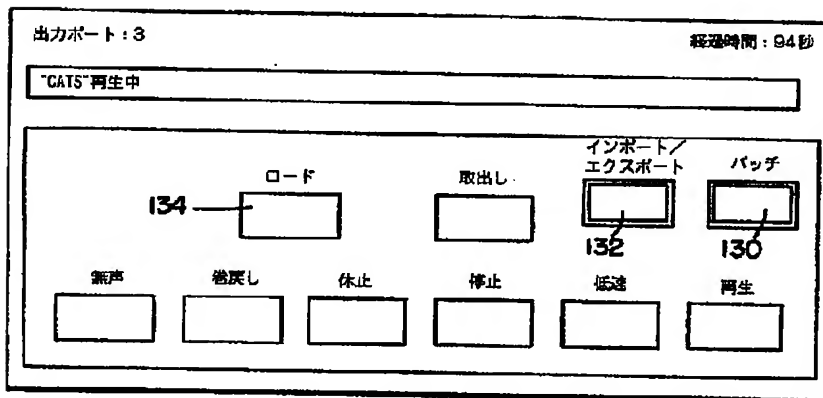 出力ポート：3
経過時間：94秒
"CATS"再生中
インポート／
エクスポート
パッチ
ロード
取出し
134
132
130
無声
巻戻し
休止
停止
低速
再生